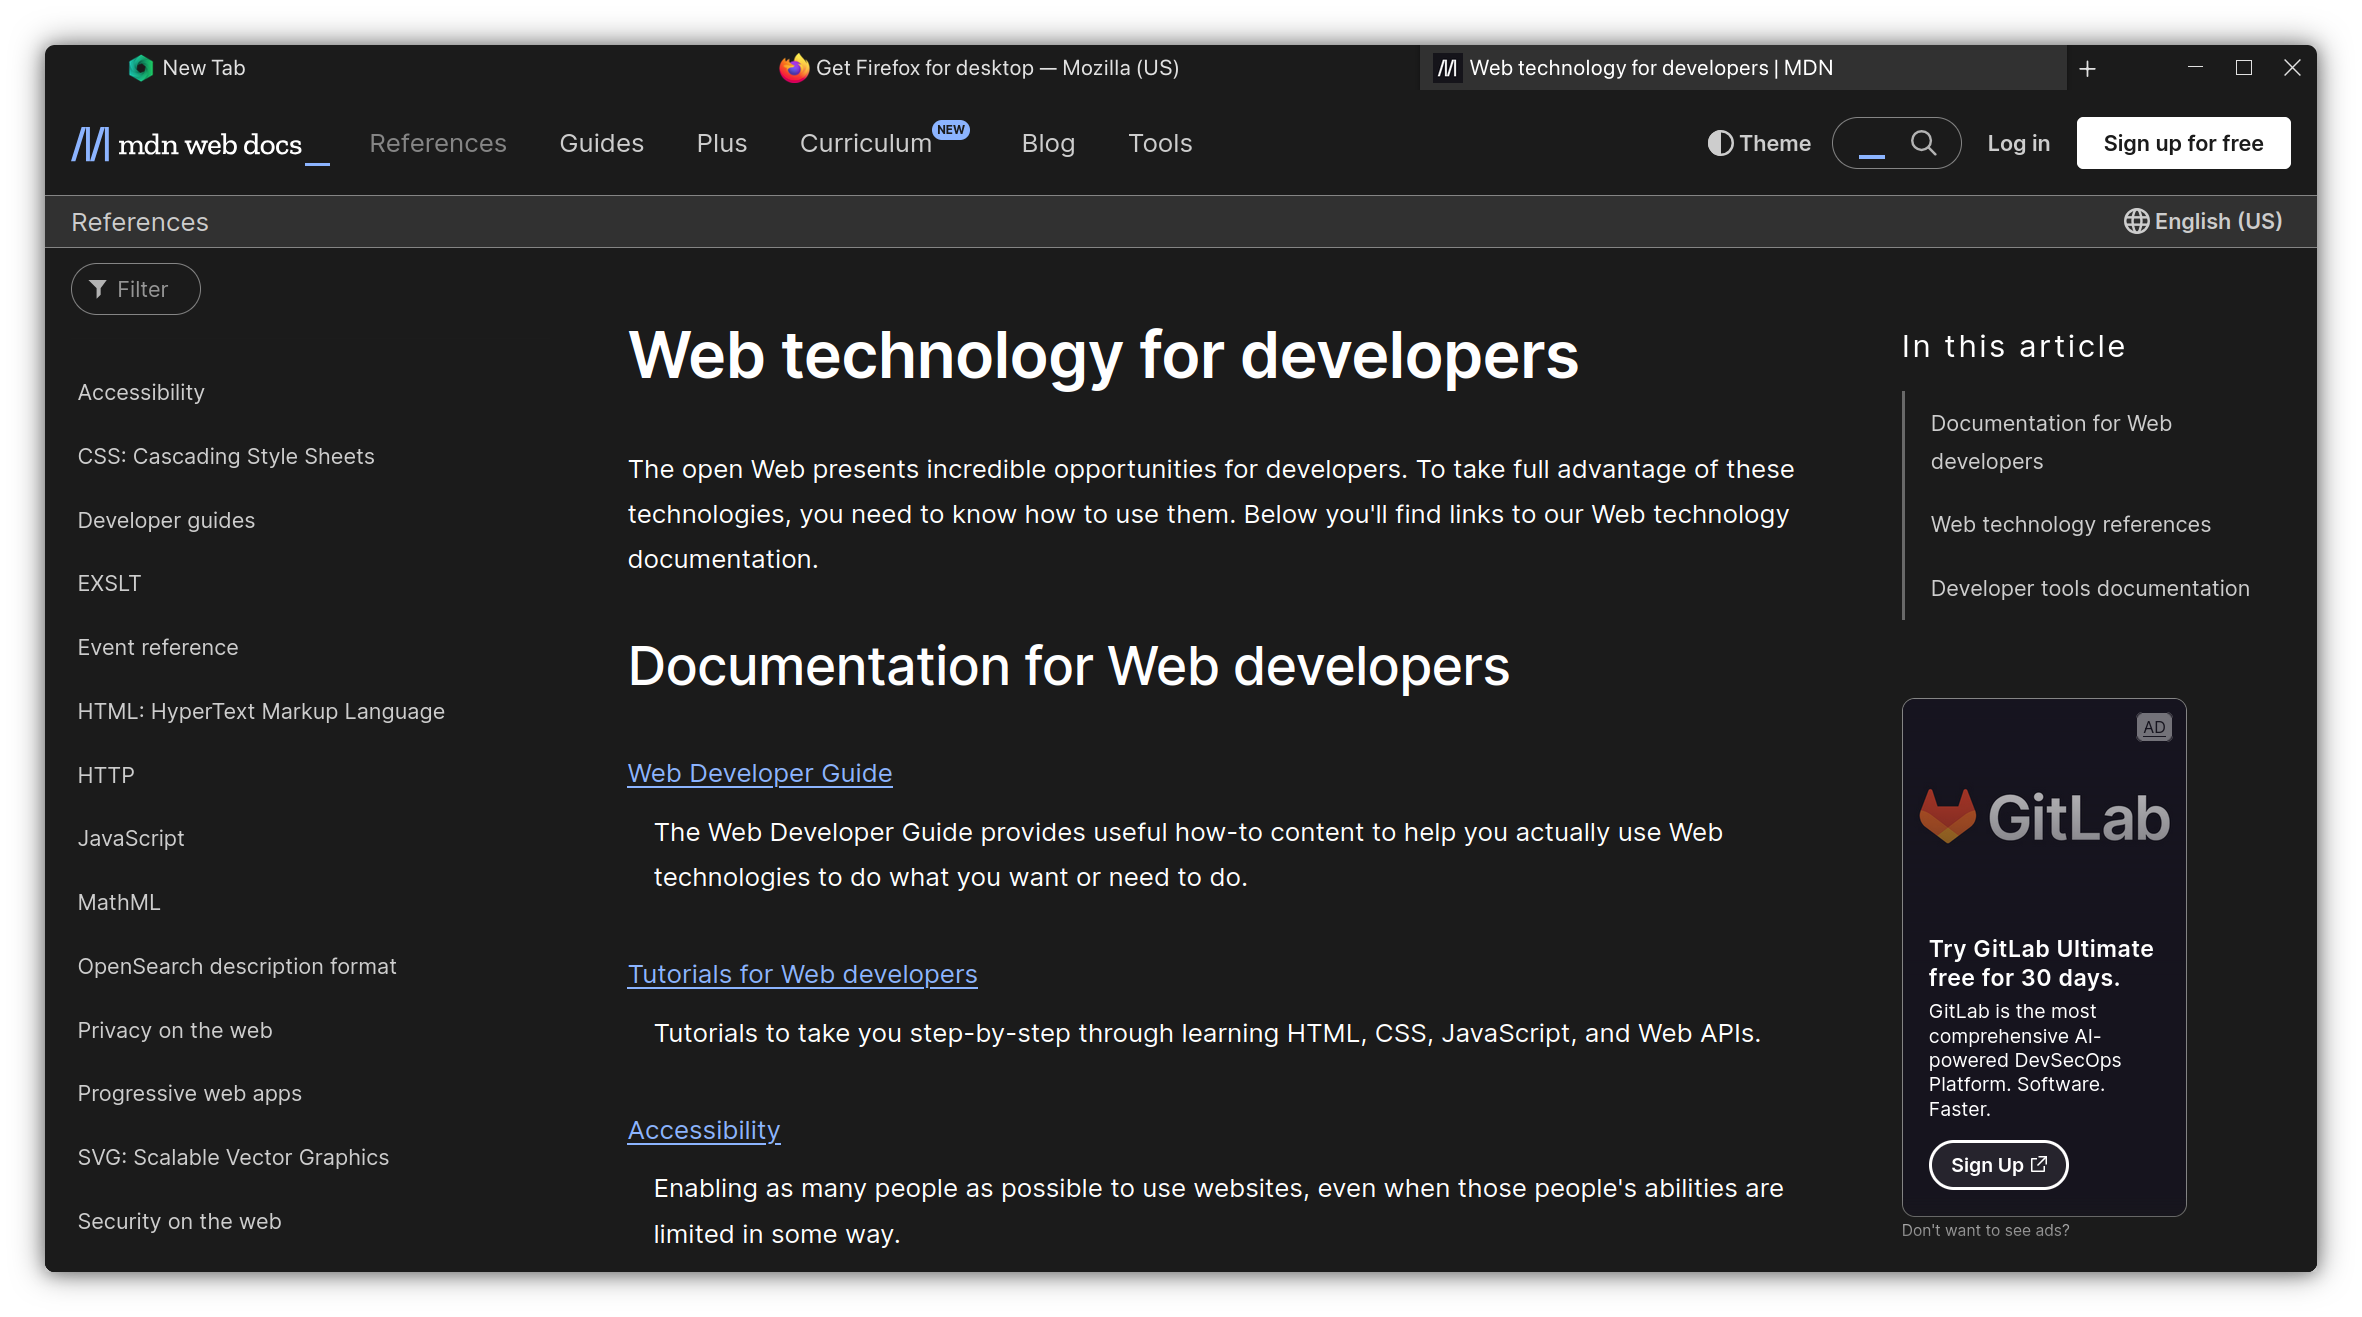 New Tab
Get Firefox for desktop — Mozilla (US)
Web technology for developers | MDN
mdn web docs_
References
Guides
Plus
Curriculum NEW
Blog
Tools
Theme
Log in
Sign up for free
References
English (US)
Filter
Accessibility
CSS: Cascading Style Sheets
Developer guides
EXSLT
Event reference
HTML: HyperText Markup Language
HTTP
JavaScript
MathML
OpenSearch description format
Privacy on the web
Progressive web apps
SVG: Scalable Vector Graphics
Security on the web
Web technology for developers
The open Web presents incredible opportunities for developers. To take full advantage of these
technologies, you need to know how to use them. Below you'll find links to our Web technology
documentation.
Documentation for Web developers
Web Developer Guide
The Web Developer Guide provides useful how-to content to help you actually use Web
technologies to do what you want or need to do.
Tutorials for Web developers
Tutorials to take you step-by-step through learning HTML, CSS, JavaScript, and Web APIs.
Accessibility
Enabling as many people as possible to use websites, even when those people's abilities are
limited in some way.
In this article
Documentation for Web
developers
Web technology references
Developer tools documentation
AD
GitLab
Try GitLab Ultimate
free for 30 days.
GitLab is the most
comprehensive AI-
powered DevSecOps
Platform. Software.
Faster.
Sign Up
Don't want to see ads?